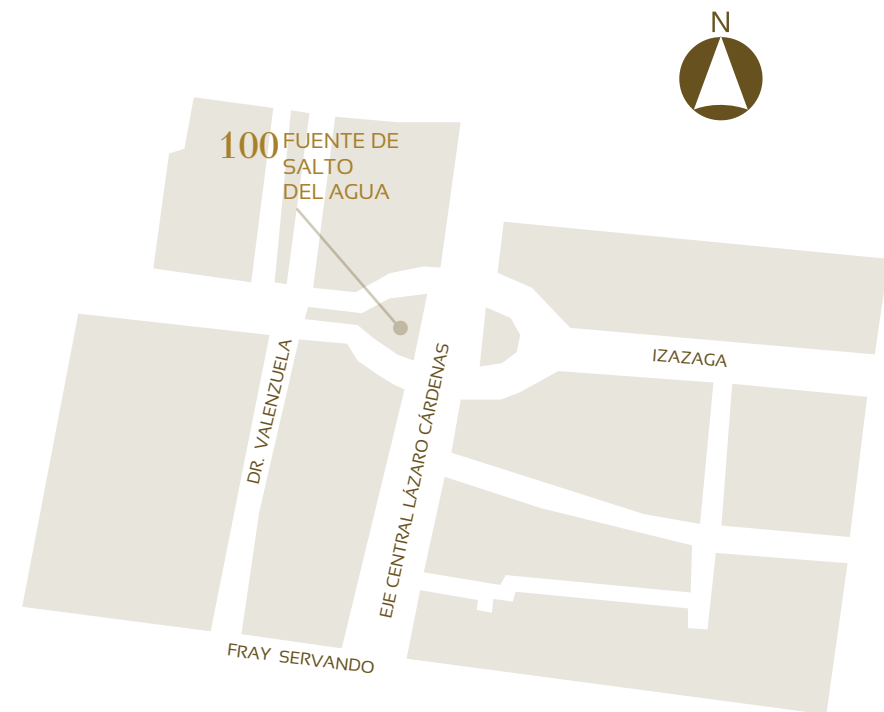 N
100 FUENTE DE
SALTO
DEL AGUA
IZAZAGA
DR. VALENZUELA
EJE CENTRAL LÁZARO CÁRDENAS
FRAY SERVANDO